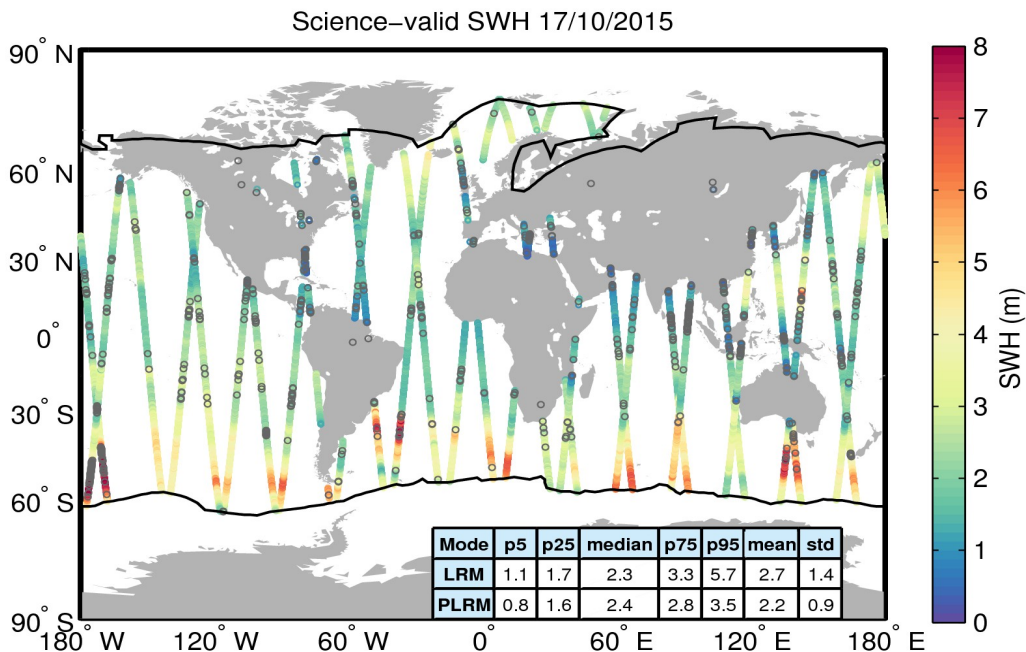 Science−valid SWH 17/10/2015
90° N
60° N
30° N
0°
30° S
60° S
90° S
180° W
120° W
60° W
0°
60° E
120° E
180° E
Mode p5 p25 median p75 p95 mean std
LRM 1.1 1.7 2.3 3.3 5.7 2.7 1.4
PLRM 0.8 1.6 2.4 2.8 3.5 2.2 0.9
8
7
6
5
4
3
2
1
0
SWH (m)